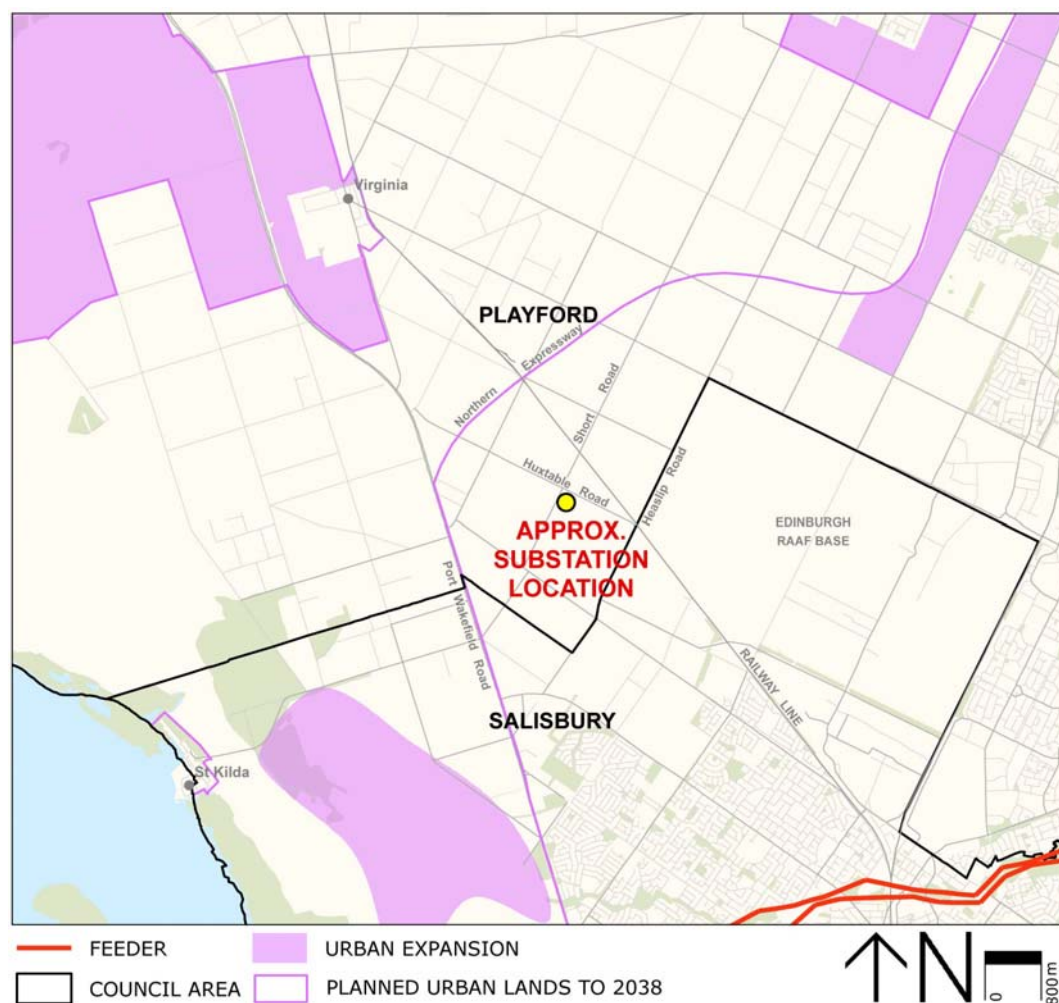 Virginia
PLAYFORD
Northern Expressway
Short Road
Huxtable Road
Heaslip Road
APPROX.
SUBSTATION
LOCATION
EDINBURGH
RAAF BASE
Port Wakefield Road
RAILWAY LINE
SALISBURY
St Kilda
FEEDER
URBAN EXPANSION
COUNCIL AREA
PLANNED URBAN LANDS TO 2038
N
0
800m